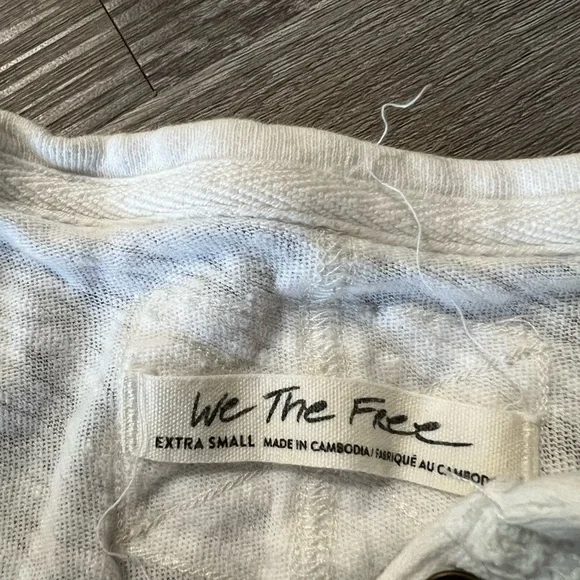 We The Free
EXTRA SMALL MADE IN CAMBODIA/FABRIQUÉ AU CAMBOD